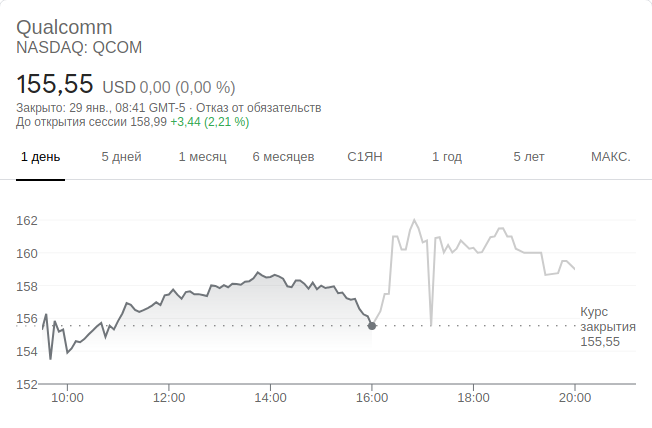 Qualcomm
NASDAQ: QCOM
155,55 USD 0,00 (0,00 %)
Закрыто: 29 янв., 08:41 GMT-5 · Отказ от обязательств
До открытия сессии 158,99 +3,44 (2,21 %)
1 день 5 дней 1 месяц 6 месяцев С1ЯН 1 год 5 лет МАКС.
162
160
158
156
154
152
Курс
закрытия
155,55
10:00 12:00 14:00 16:00 18:00 20:00